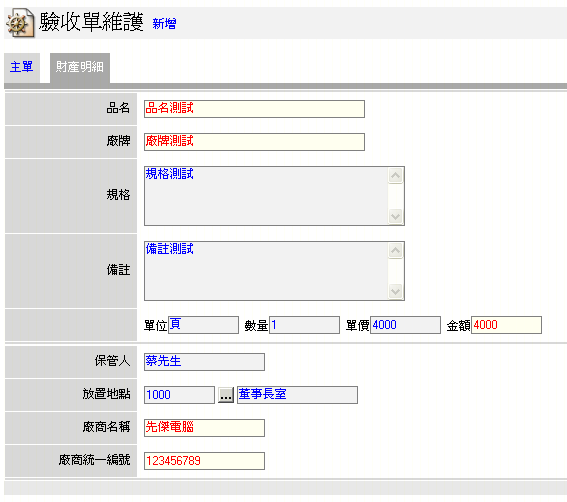 驗收單維護 新增
主單 財產明細
品名 品名測試
廠牌 廠牌測試
規格 規格測試
備註 備註測試
單位 頁 數量 1 單價 4000 金額 4000
保管人 蔡先生
放置地點 1000 ... 董事長室
廠商名稱 先傑電腦
廠商統一編號 123456789